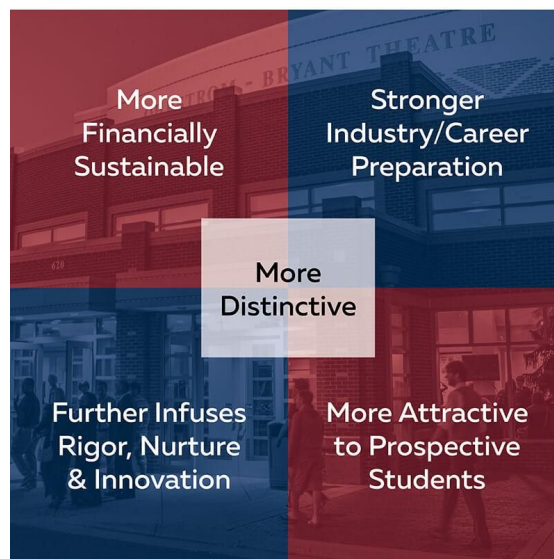 BRYANT THEATRE
More
Financially
Sustainable
Stronger
Industry/Career
Preparation
620
More
Distinctive
Further Infuses
Rigor, Nurture
& Innovation
More Attractive
to Prospective
Students